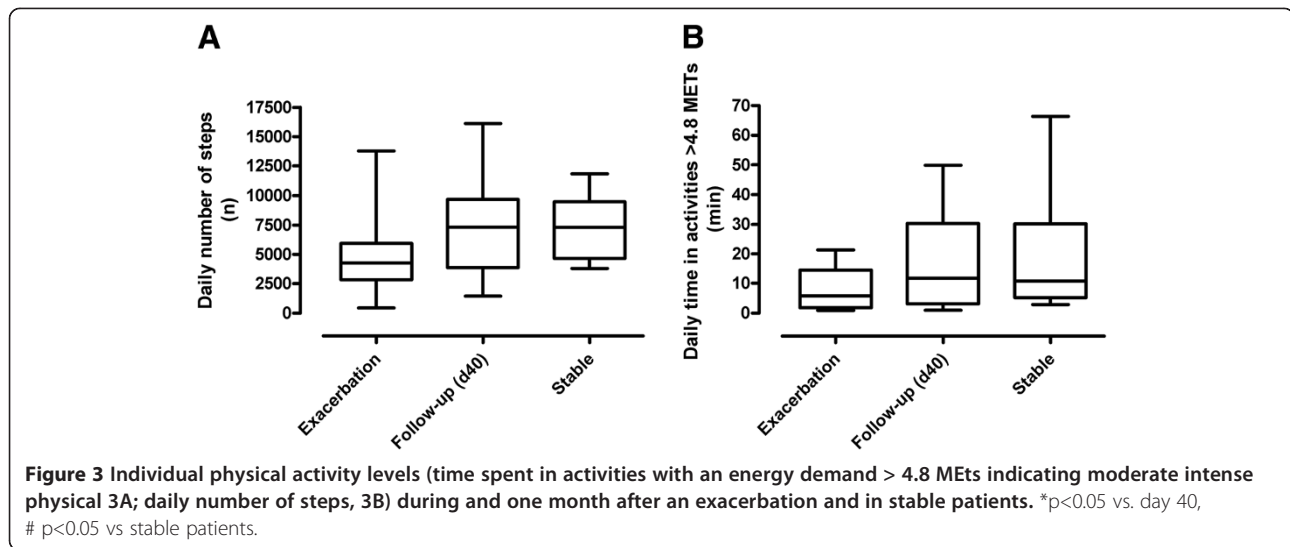 A
B
Daily number of steps
(n)
17500
15000
12500
10000
7500
5000
2500
0
Exacerbation
Follow-up (d40)
Stable
Daily time in activities >4.8 METs
(min)
70
60
50
40
30
20
10
0
Exacerbation
Follow-up (d40)
Stable
Figure 3 Individual physical activity levels (time spent in activities with an energy demand > 4.8 MEts indicating moderate intense
physical 3A; daily number of steps, 3B) during and one month after an exacerbation and in stable patients. *p<0.05 vs. day 40,
# p<0.05 vs stable patients.